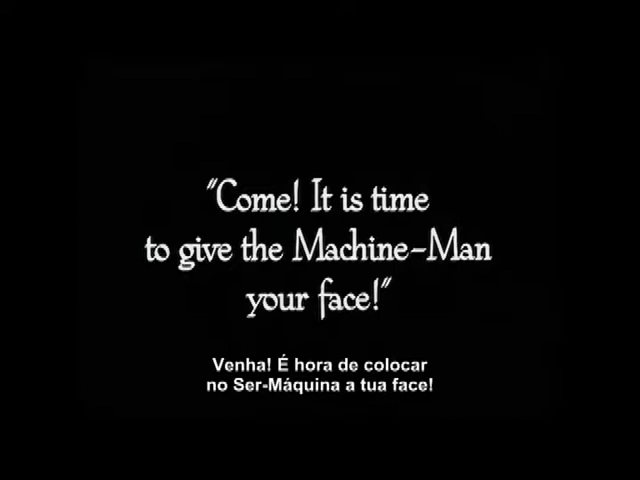 "Come! It is time
to give the Machine-Man
your face!"
Venha! É hora de colocar
no Ser-Máquina a tua face!